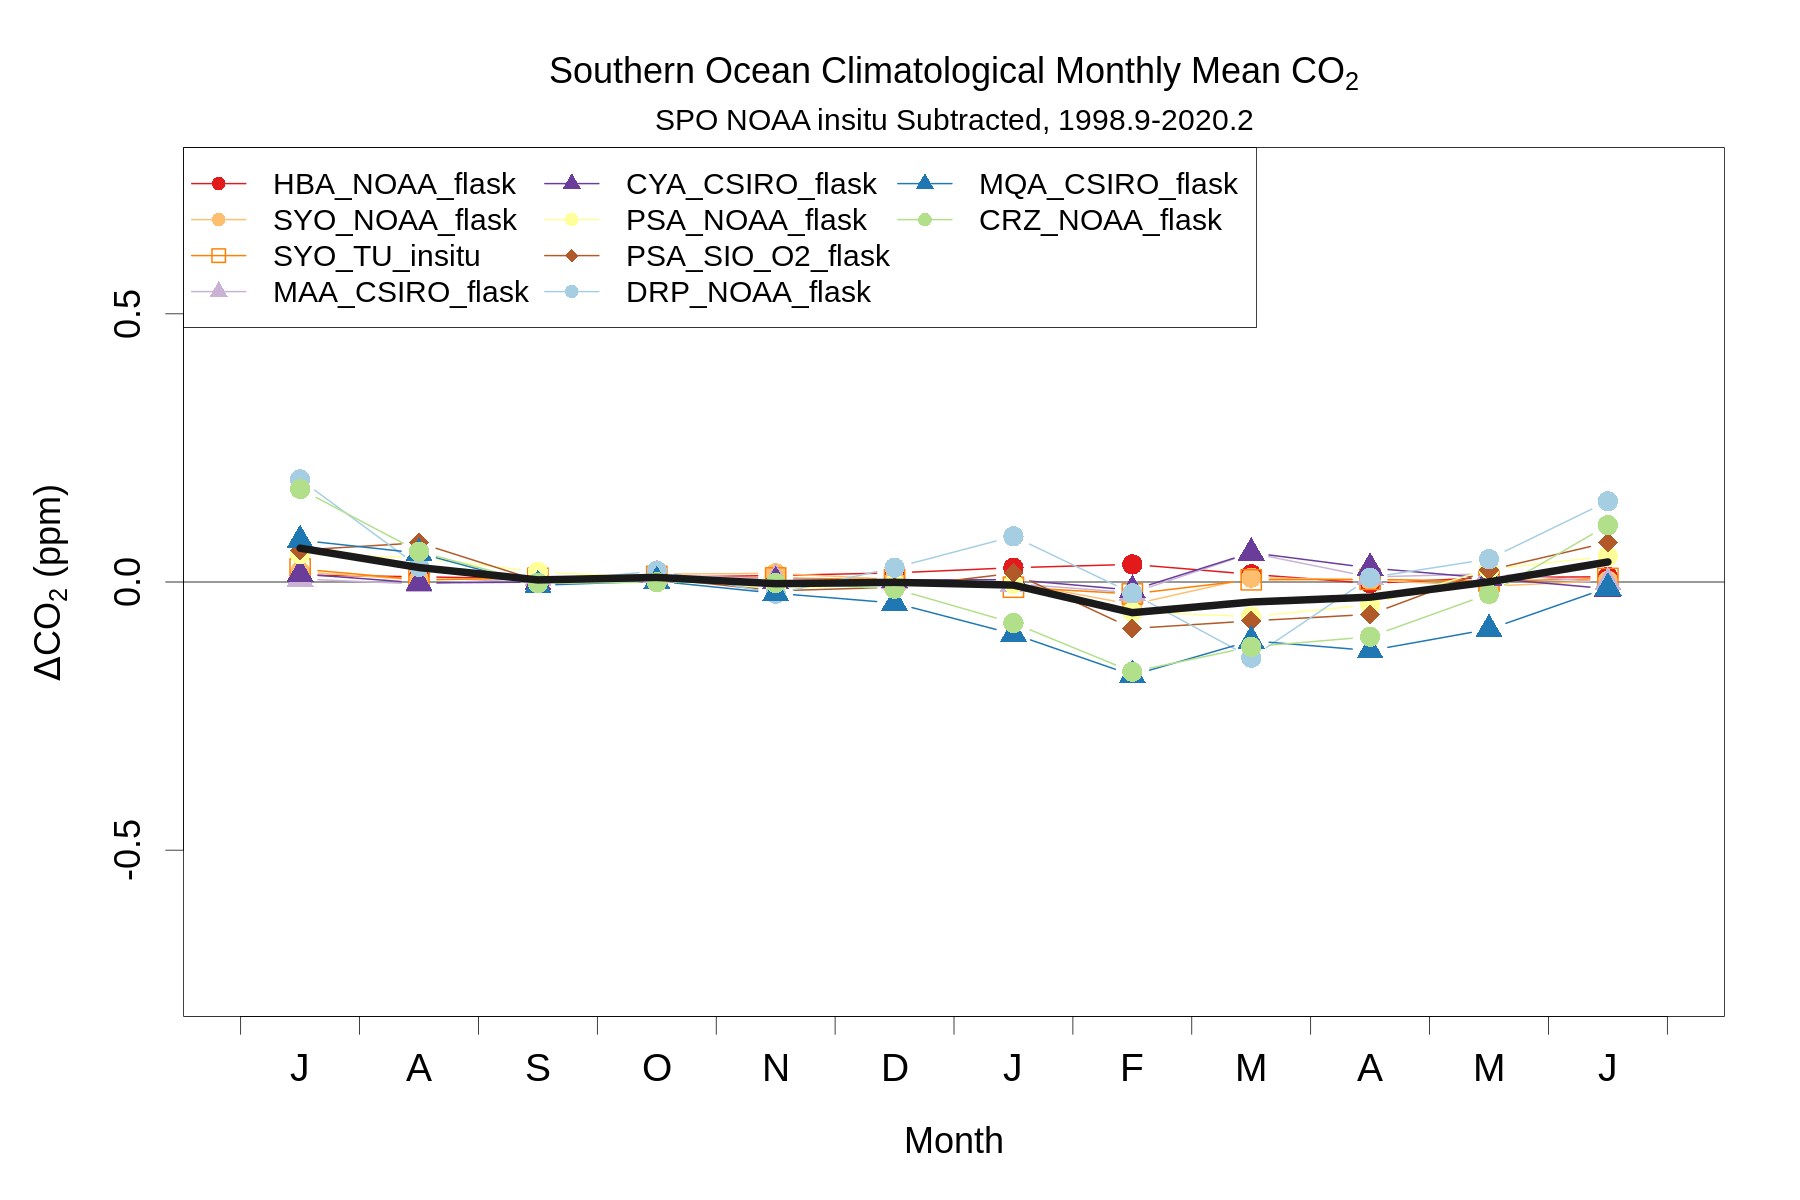 Southern Ocean Climatological Monthly Mean CO₂
SPO NOAA insitu Subtracted, 1998.9-2020.2
HBA_NOAA_flask CYA_CSIRO_flask MQA_CSIRO_flask
SYO_NOAA_flask PSA_NOAA_flask CRZ_NOAA_flask
SYO_TU_insitu PSA_SIO_O2_flask
MAA_CSIRO_flask DRP_NOAA_flask
0.5
0.0
-0.5
ΔCO₂ (ppm)
J A S O N D J F M A M J
Month